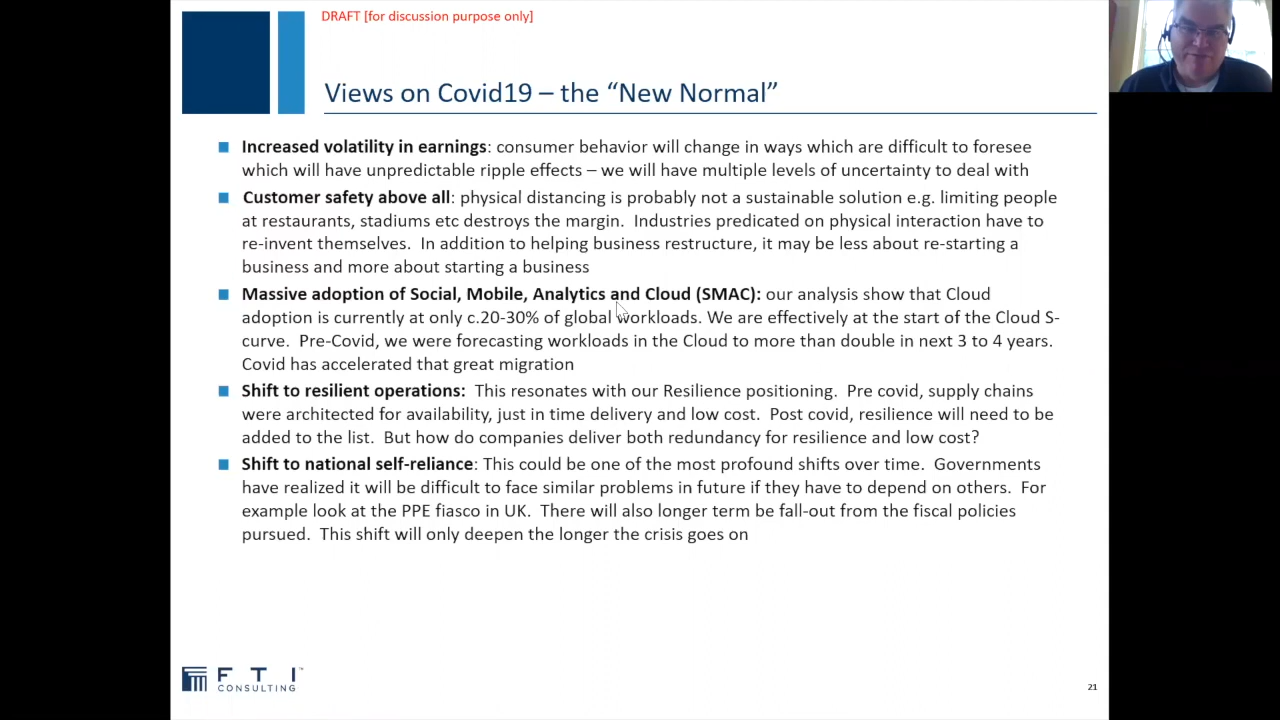 DRAFT [for discussion purpose only]
Views on Covid19 – the “New Normal”
Increased volatility in earnings: consumer behavior will change in ways which are difficult to foresee
which will have unpredictable ripple effects – we will have multiple levels of uncertainty to deal with
Customer safety above all: physical distancing is probably not a sustainable solution e.g. limiting people
at restaurants, stadiums etc destroys the margin. Industries predicated on physical interaction have to
re-invent themselves. In addition to helping business restructure, it may be less about re-starting a
business and more about starting a business
Massive adoption of Social, Mobile, Analytics and Cloud (SMAC): our analysis show that Cloud
adoption is currently at only c.20-30% of global workloads. We are effectively at the start of the Cloud S-
curve. Pre-Covid, we were forecasting workloads in the Cloud to more than double in next 3 to 4 years.
Covid has accelerated that great migration
Shift to resilient operations: This resonates with our Resilience positioning. Pre covid, supply chains
were architected for availability, just in time delivery and low cost. Post covid, resilience will need to be
added to the list. But how do companies deliver both redundancy for resilience and low cost?
Shift to national self-reliance: This could be one of the most profound shifts over time. Governments
have realized it will be difficult to face similar problems in future if they have to depend on others. For
example look at the PPE fiasco in UK. There will also longer term be fall-out from the fiscal policies
pursued. This shift will only deepen the longer the crisis goes on
F T I ™
CONSULTING
21